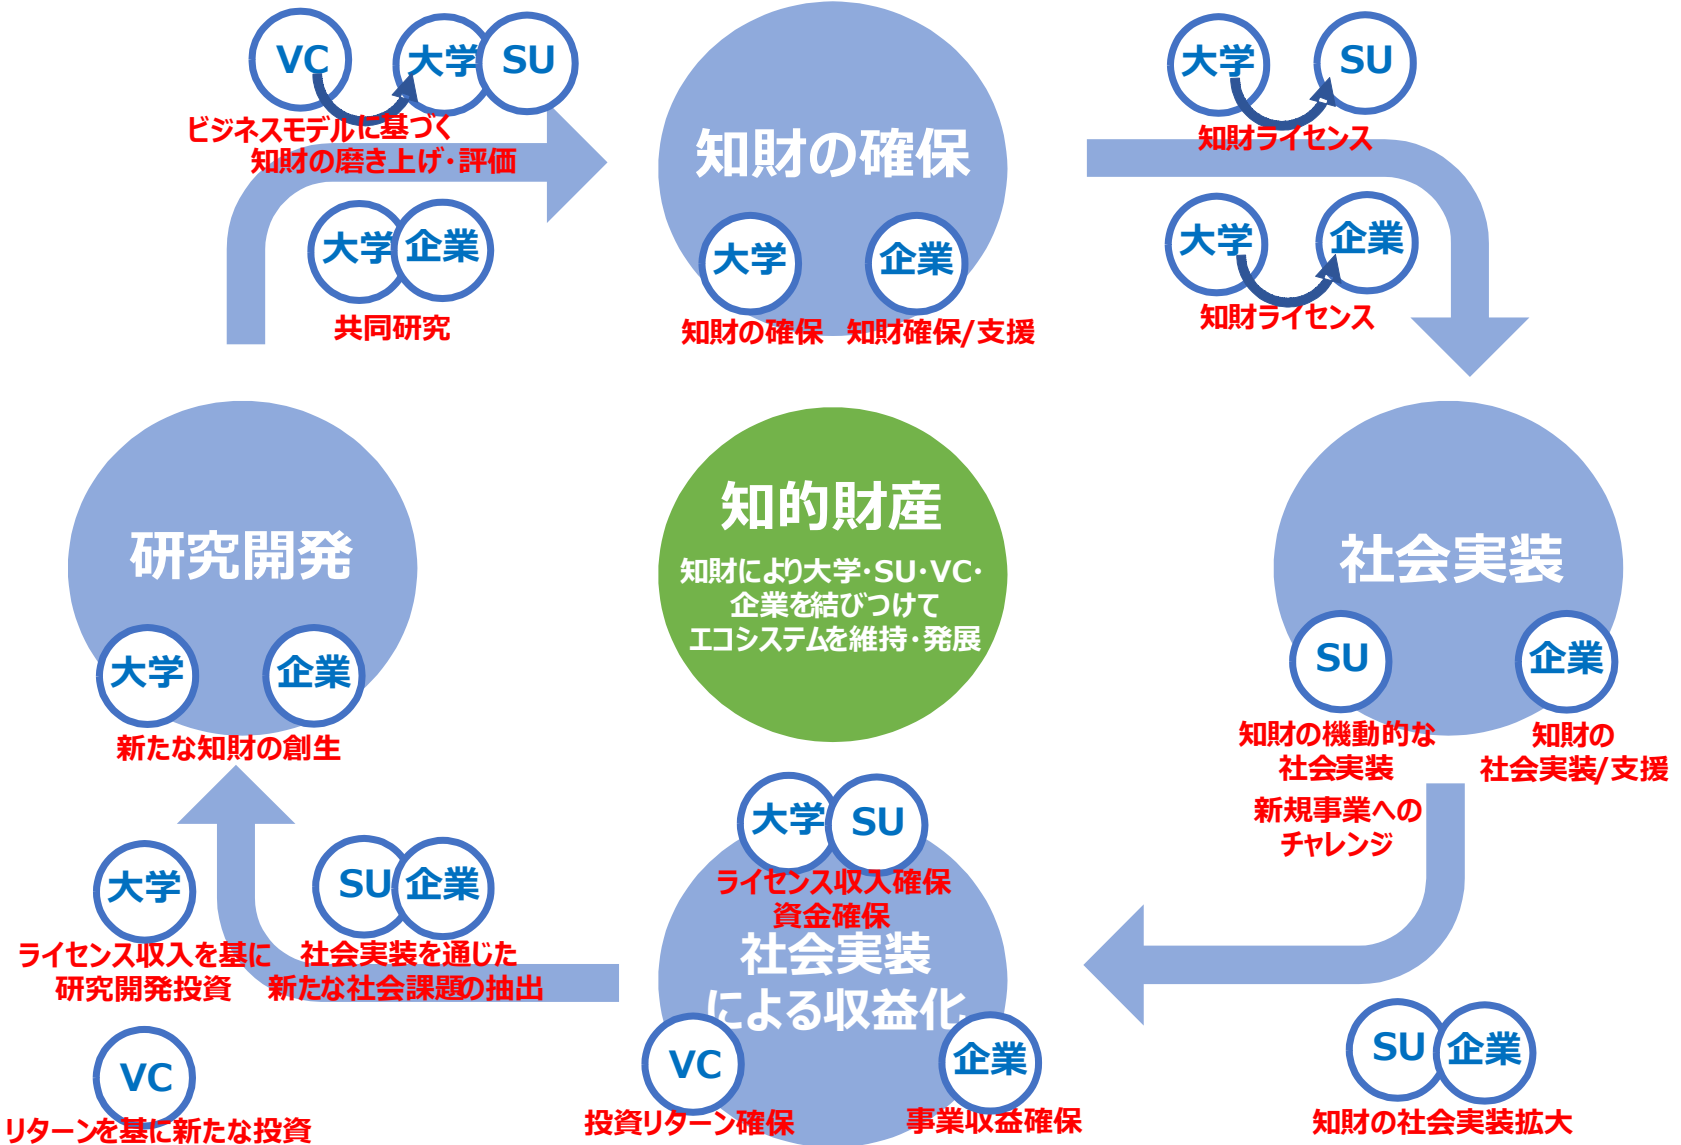 VC
大学
SU
ビジネスモデルに基づく
知財の磨き上げ・評価
大学
企業
共同研究
知財の確保
大学
企業
知財の確保
知財確保/支援
大学
SU
知財ライセンス
大学
企業
知財ライセンス
研究開発
大学
企業
新たな知財の創生
知的財産
知財により大学・SU・VC・
企業を結びつけて
エコシステムを維持・発展
社会実装
SU
企業
知財の機動的な
社会実装
知財の
社会実装/支援
新規事業への
チャレンジ
大学
SU
ライセンス収入確保
資金確保
社会実装
による収益化
VC
企業
投資リターン確保
事業収益確保
SU
企業
知財の社会実装拡大
大学
ライセンス収入を基に
研究開発投資
SU
企業
社会実装を通じた
新たな社会課題の抽出
VC
リターンを基に新たな投資